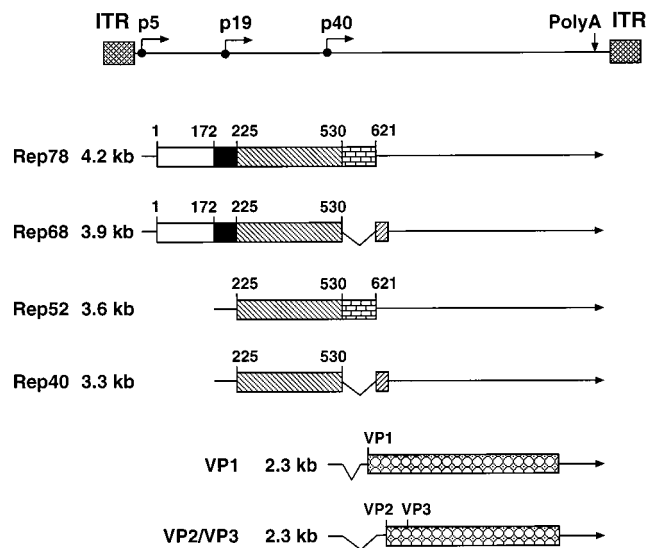 ITR p5 p19 p40 PolyA ITR
1 172 225 530 621
Rep78 4.2 kb
1 172 225 530
Rep68 3.9 kb
225 530 621
Rep52 3.6 kb
225 530
Rep40 3.3 kb
VP1
VP1 2.3 kb
VP2 VP3
VP2/VP3 2.3 kb